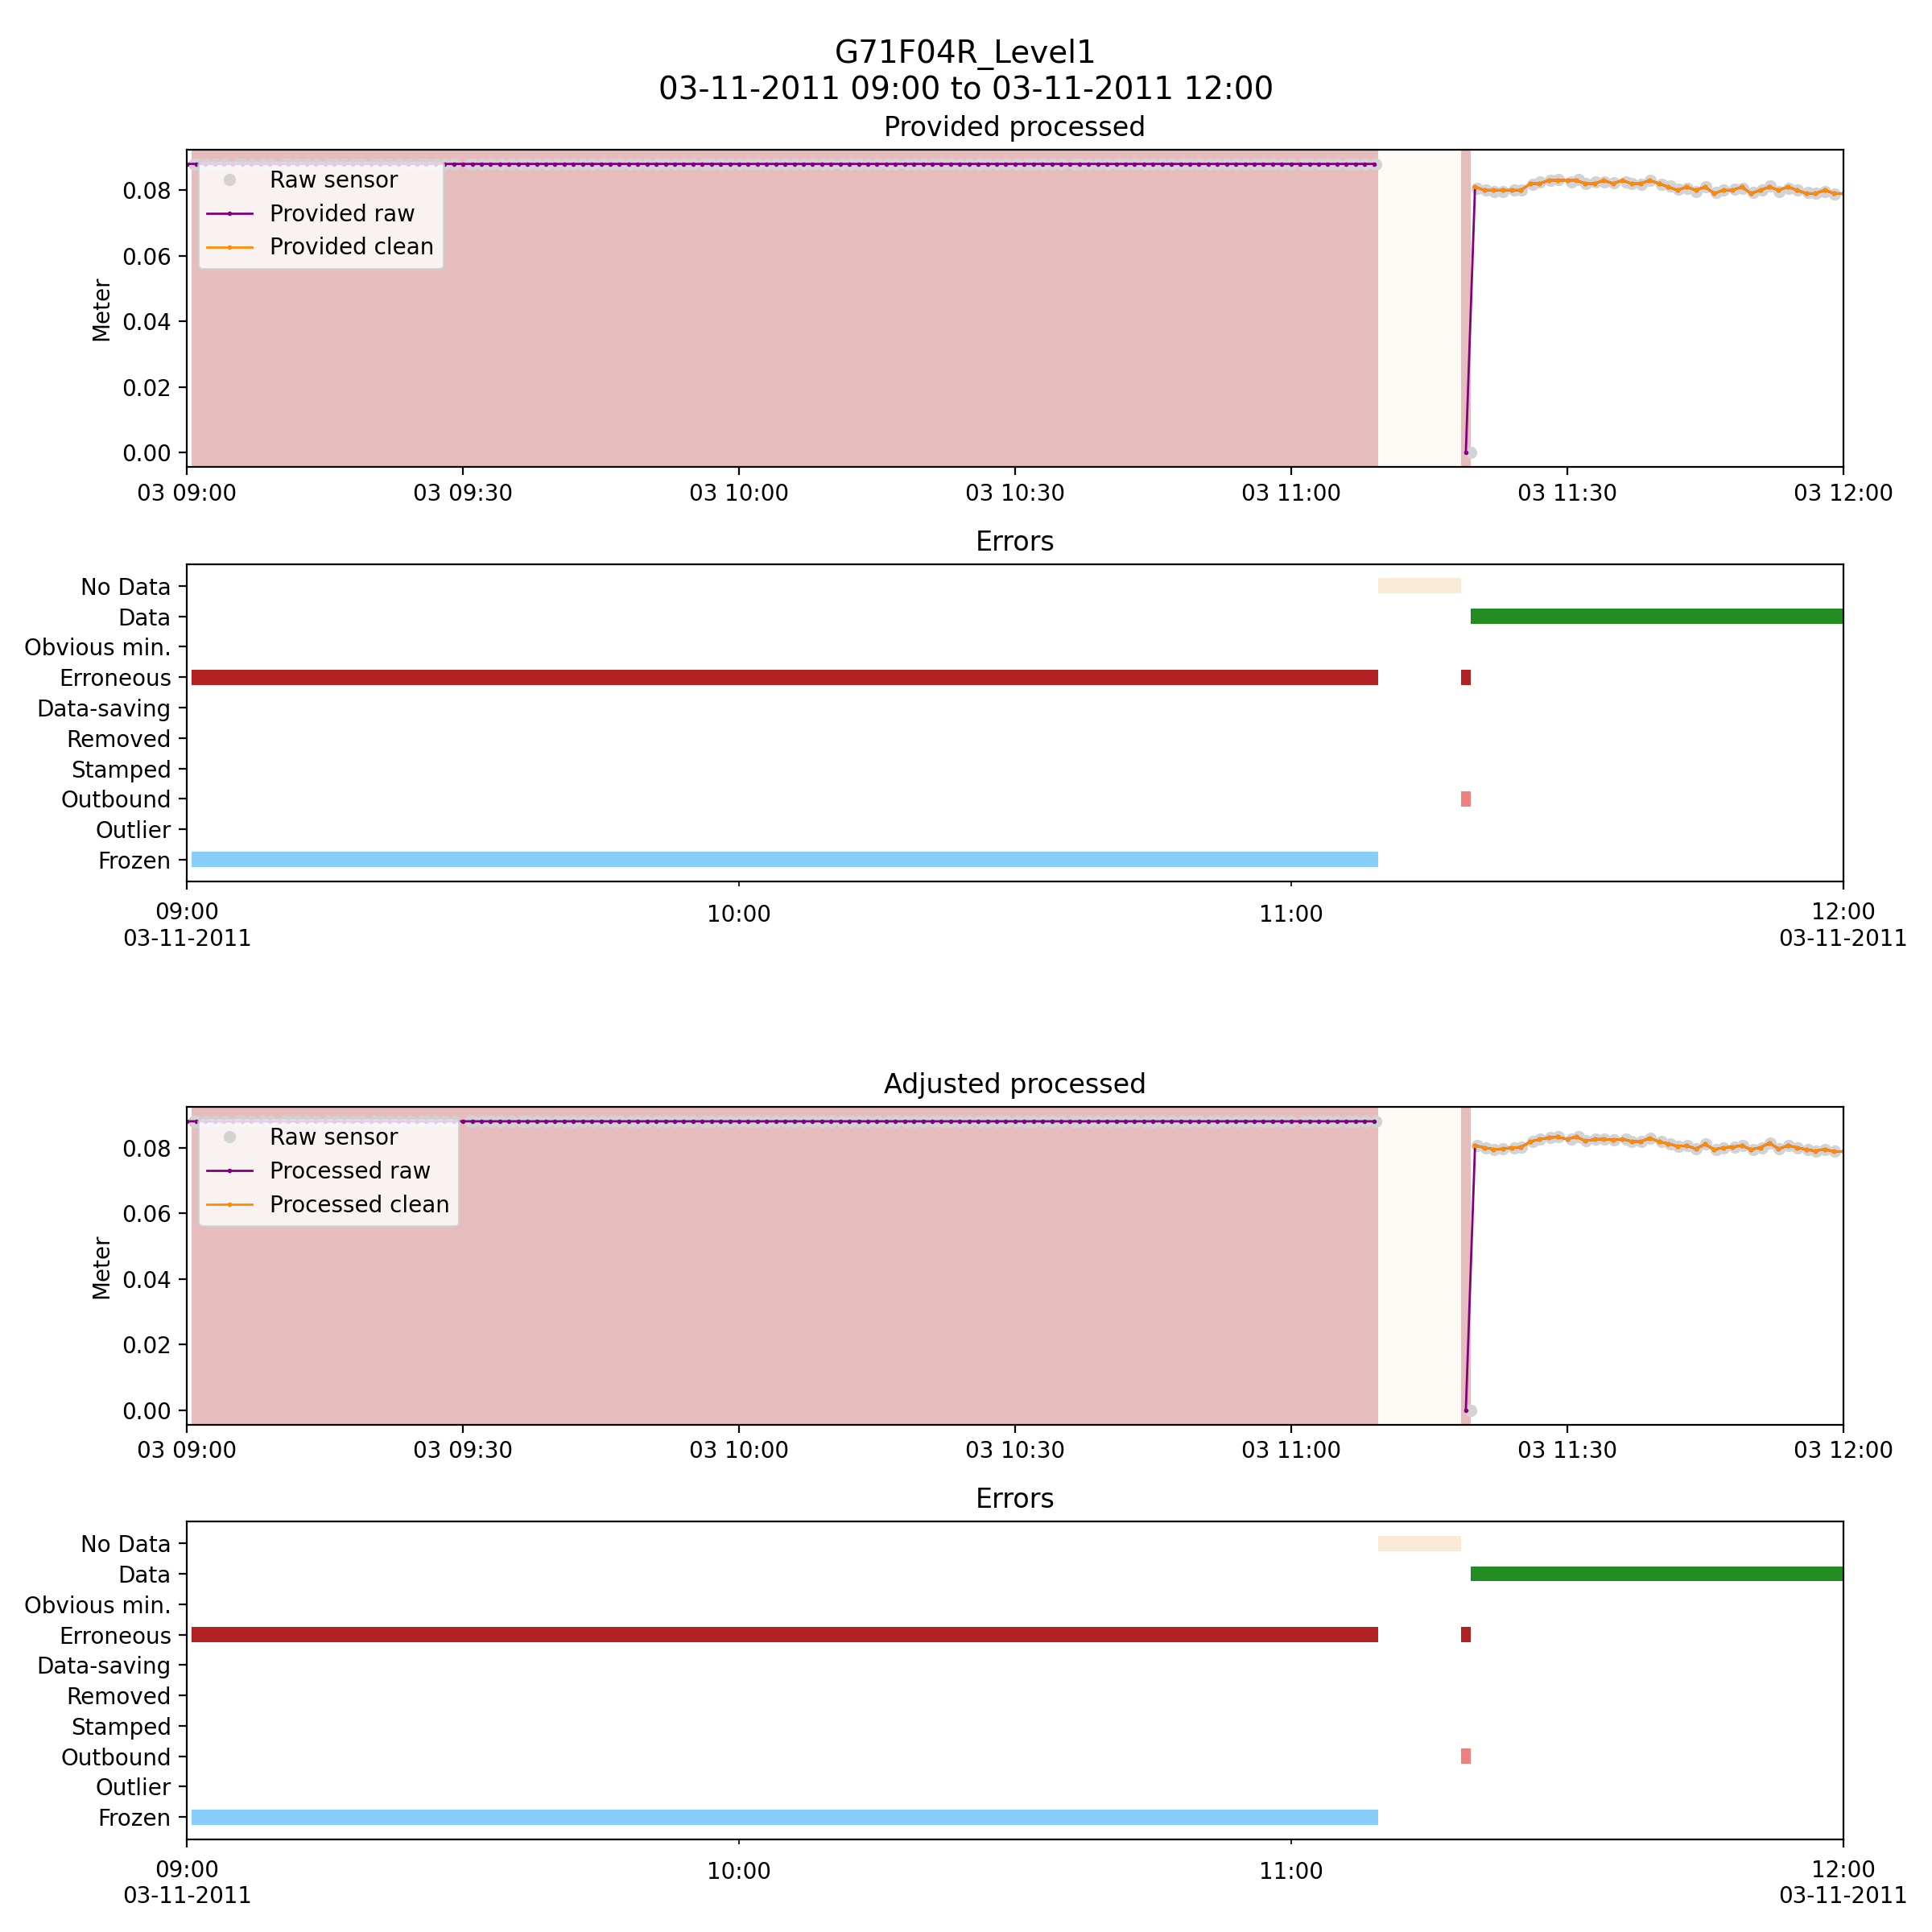 G71F04R_Level1
03-11-2011 09:00 to 03-11-2011 12:00
Provided processed
Raw sensor
Provided raw
Provided clean
Meter
0.08
0.06
0.04
0.02
0.00
03 09:00 03 09:30 03 10:00 03 10:30 03 11:00 03 11:30 03 12:00
Errors
No Data
Data
Obvious min.
Erroneous
Data-saving
Removed
Stamped
Outbound
Outlier
Frozen
09:00 10:00 11:00 12:00
03-11-2011 03-11-2011
Adjusted processed
Raw sensor
Processed raw
Processed clean
Meter
0.08
0.06
0.04
0.02
0.00
03 09:00 03 09:30 03 10:00 03 10:30 03 11:00 03 11:30 03 12:00
Errors
No Data
Data
Obvious min.
Erroneous
Data-saving
Removed
Stamped
Outbound
Outlier
Frozen
09:00 10:00 11:00 12:00
03-11-2011 03-11-2011